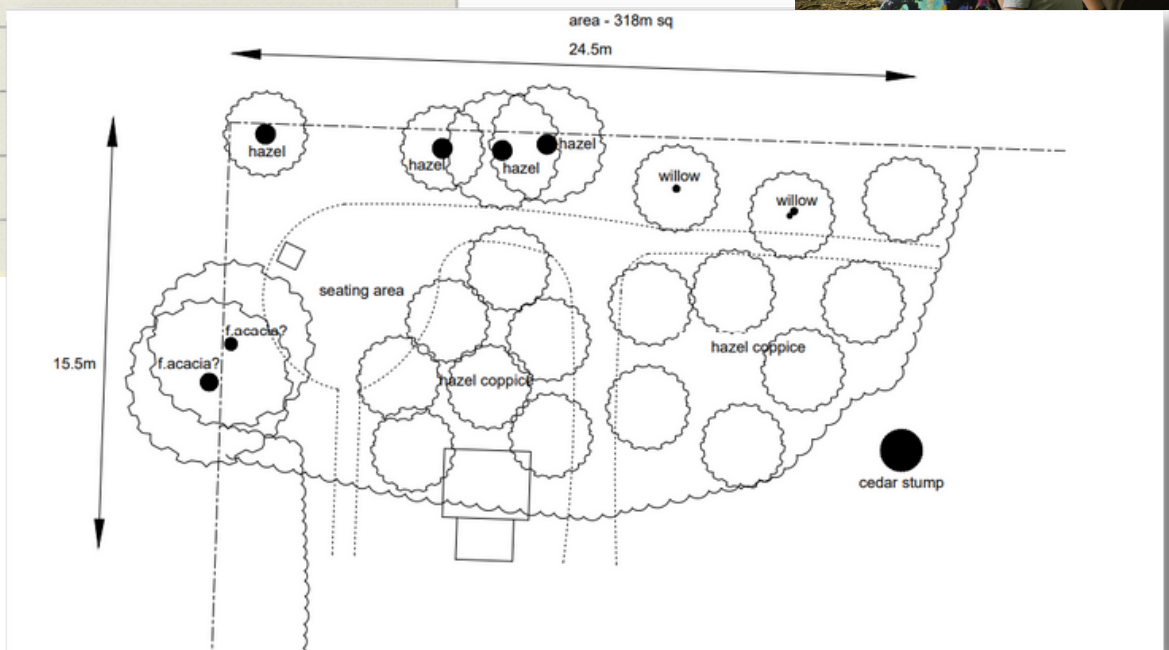 area - 318m sq
24.5m
hazel
hazel
hazel
hazel
willow
willow
seating area
f.acacia?
f.acacia?
15.5m
hazel coppice
hazel coppice
cedar stump